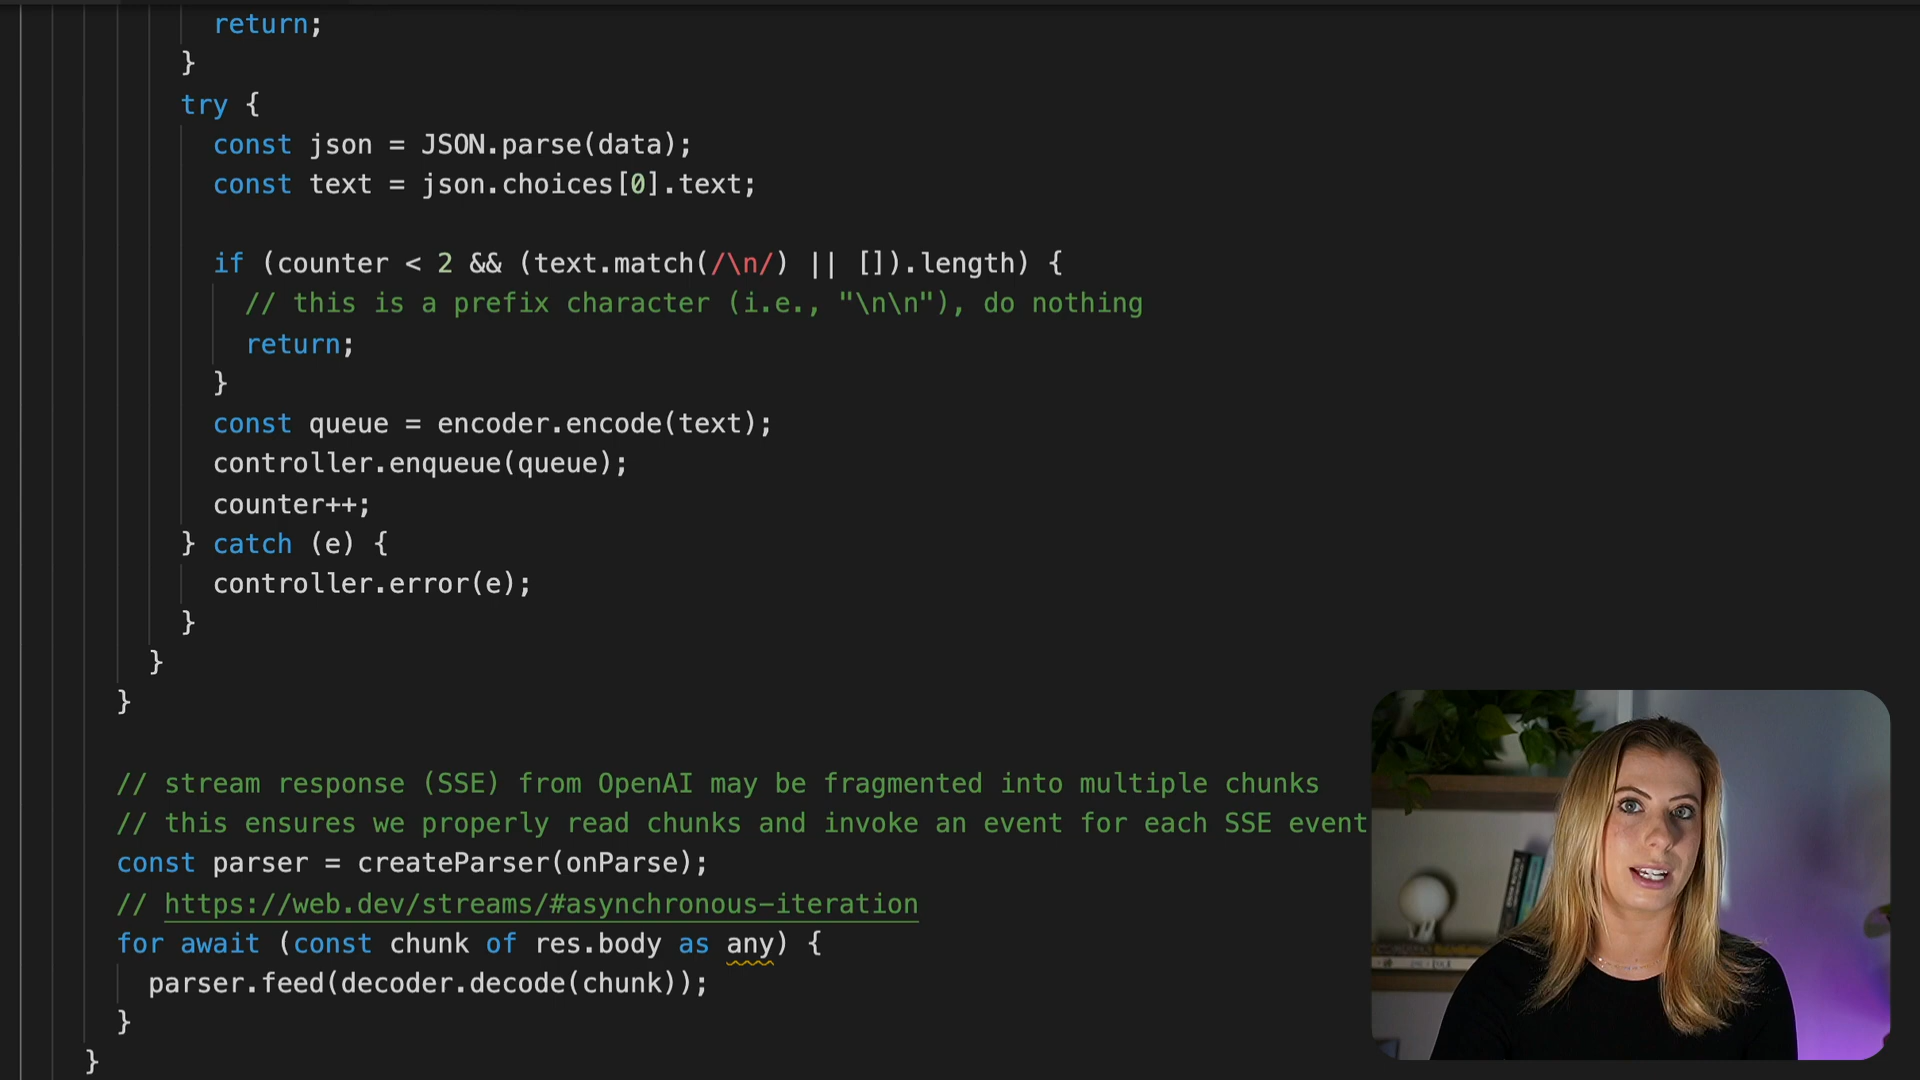 return;
}
try {
const json = JSON.parse(data);
const text = json.choices[0].text;
if (counter < 2 && (text.match(/\n/) || []).length) {
// this is a prefix character (i.e., "\n\n"), do nothing
return;
}
const queue = encoder.encode(text);
controller.enqueue(queue);
counter++;
} catch (e) {
controller.error(e);
}
}
}
// stream response (SSE) from OpenAI may be fragmented into multiple chunks
// this ensures we properly read chunks and invoke an event for each SSE event
const parser = createParser(onParse);
// https://web.dev/streams/#asynchronous-iteration
for await (const chunk of res.body as any) {
parser.feed(decoder.decode(chunk));
}
}